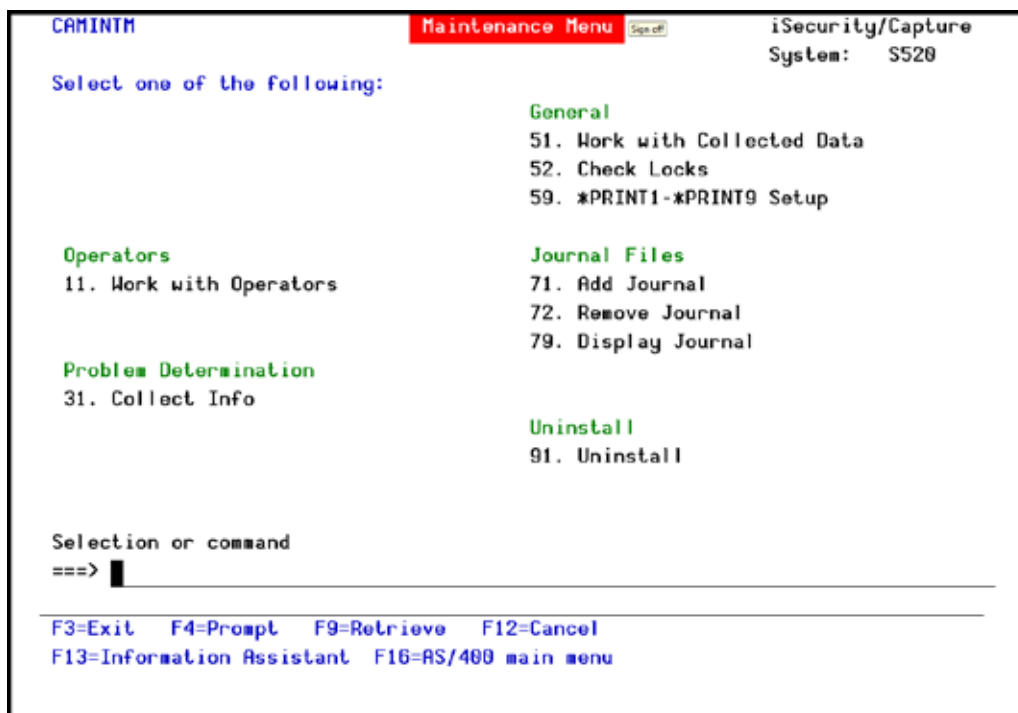 CAMINTM Maintenance Menu Sign off iSecurity/Capture
System: S520
Select one of the following:
General
51. Work with Collected Data
52. Check Locks
59. *PRINT1-*PRINT9 Setup
Operators
11. Work with Operators
Journal Files
71. Add Journal
72. Remove Journal
79. Display Journal
Problem Determination
31. Collect Info
Uninstall
91. Uninstall
Selection or command
===>
F3=Exit F4=Prompt F9=Retrieve F12=Cancel
F13=Information Assistant F16=AS/400 main menu